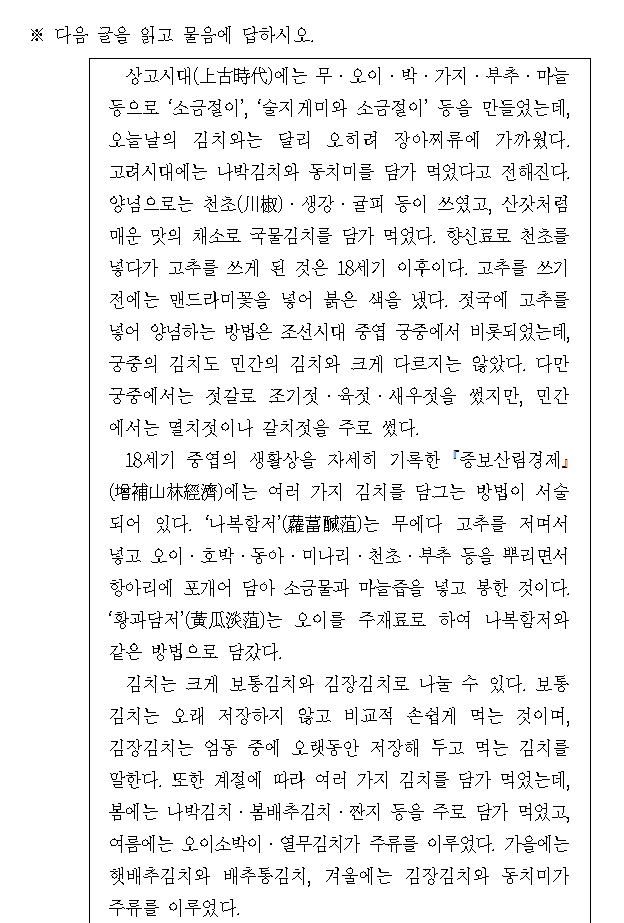 ※ 다음 글을 읽고 물음에 답하시오.
상고시대(上古時代)에는 무 · 오이 · 박 · 가지 · 부추 · 마늘
등으로 ‘소금절이’, ‘술지게미와 소금절이’ 등을 만들었는데,
오늘날의 김치와는 달리 오히려 장아찌류에 가까웠다.
고려시대에는 나박김치와 동치미를 담가 먹었다고 전해진다.
양념으로는 천초(川椒) · 생강 · 귤피 등이 쓰였고, 산갓처럼
매운 맛의 채소로 국물김치를 담가 먹었다. 향신료로 천초를
넣다가 고추를 쓰게 된 것은 18세기 이후이다. 고추를 쓰기
전에는 맨드라미꽃을 넣어 붉은 색을 냈다. 젓국에 고추를
넣어 양념하는 방법은 조선시대 중엽 궁중에서 비롯되었는데,
궁중의 김치도 민간의 김치와 크게 다르지는 않았다. 다만
궁중에서는 젓갈로 조기젓 · 육젓 · 새우젓을 썼지만, 민간
에서는 멸치젓이나 갈치젓을 주로 썼다.
18세기 중엽의 생활상을 자세히 기록한 『증보산림경제』
(增補山林經濟)에는 여러 가지 김치를 담그는 방법이 서술
되어 있다. ‘나복함저’(蘿葍醎菹)는 무에다 고추를 저며서
넣고 오이 · 호박 · 동아 · 미나리 · 천초 · 부추 등을 뿌리면서
항아리에 포개어 담아 소금물과 마늘즙을 넣고 봉한 것이다.
‘황과담저’(黃瓜淡菹)는 오이를 주재료로 하여 나복함저와
같은 방법으로 담갔다.
김치는 크게 보통김치와 김장김치로 나눌 수 있다. 보통
김치는 오래 저장하지 않고 비교적 손쉽게 먹는 것이며,
김장김치는 엄동 중에 오랫동안 저장해 두고 먹는 김치를
말한다. 또한 계절에 따라 여러 가지 김치를 담가 먹었는데,
봄에는 나박김치 · 봄배추김치 · 짠지 등을 주로 담가 먹었고,
여름에는 오이소박이 · 열무김치가 주류를 이루었다. 가을에는
햇배추김치와 배추통김치, 겨울에는 김장김치와 동치미가
주류를 이루었다.